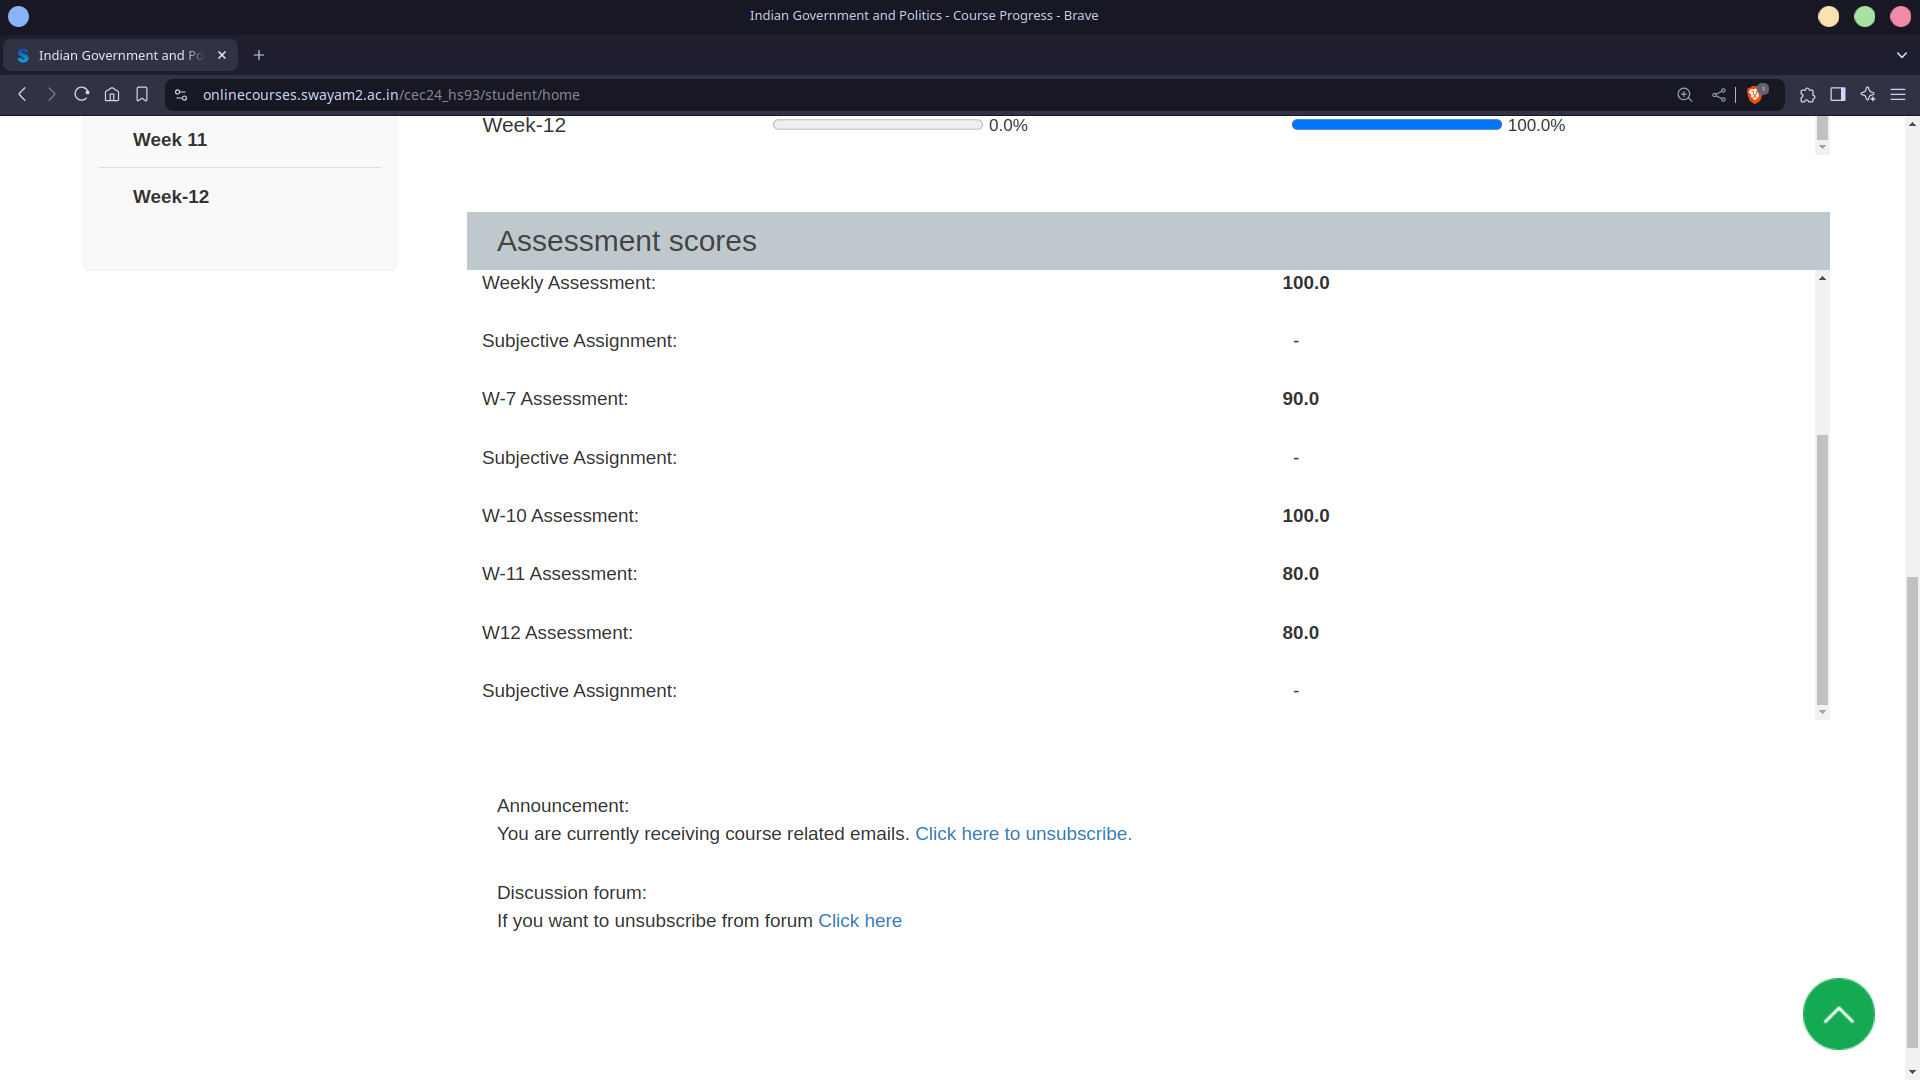 Indian Government and Politics - Course Progress - Brave
Indian Government and Po
onlinecourses.swayam2.ac.in/cec24_hs93/student/home
1
Week 11
Week-12
Week-12 0.0% 100.0%
Assessment scores
Weekly Assessment: 100.0
Subjective Assignment: -
W-7 Assessment: 90.0
Subjective Assignment: -
W-10 Assessment: 100.0
W-11 Assessment: 80.0
W12 Assessment: 80.0
Subjective Assignment: -
Announcement:
You are currently receiving course related emails. Click here to unsubscribe.
Discussion forum:
If you want to unsubscribe from forum Click here